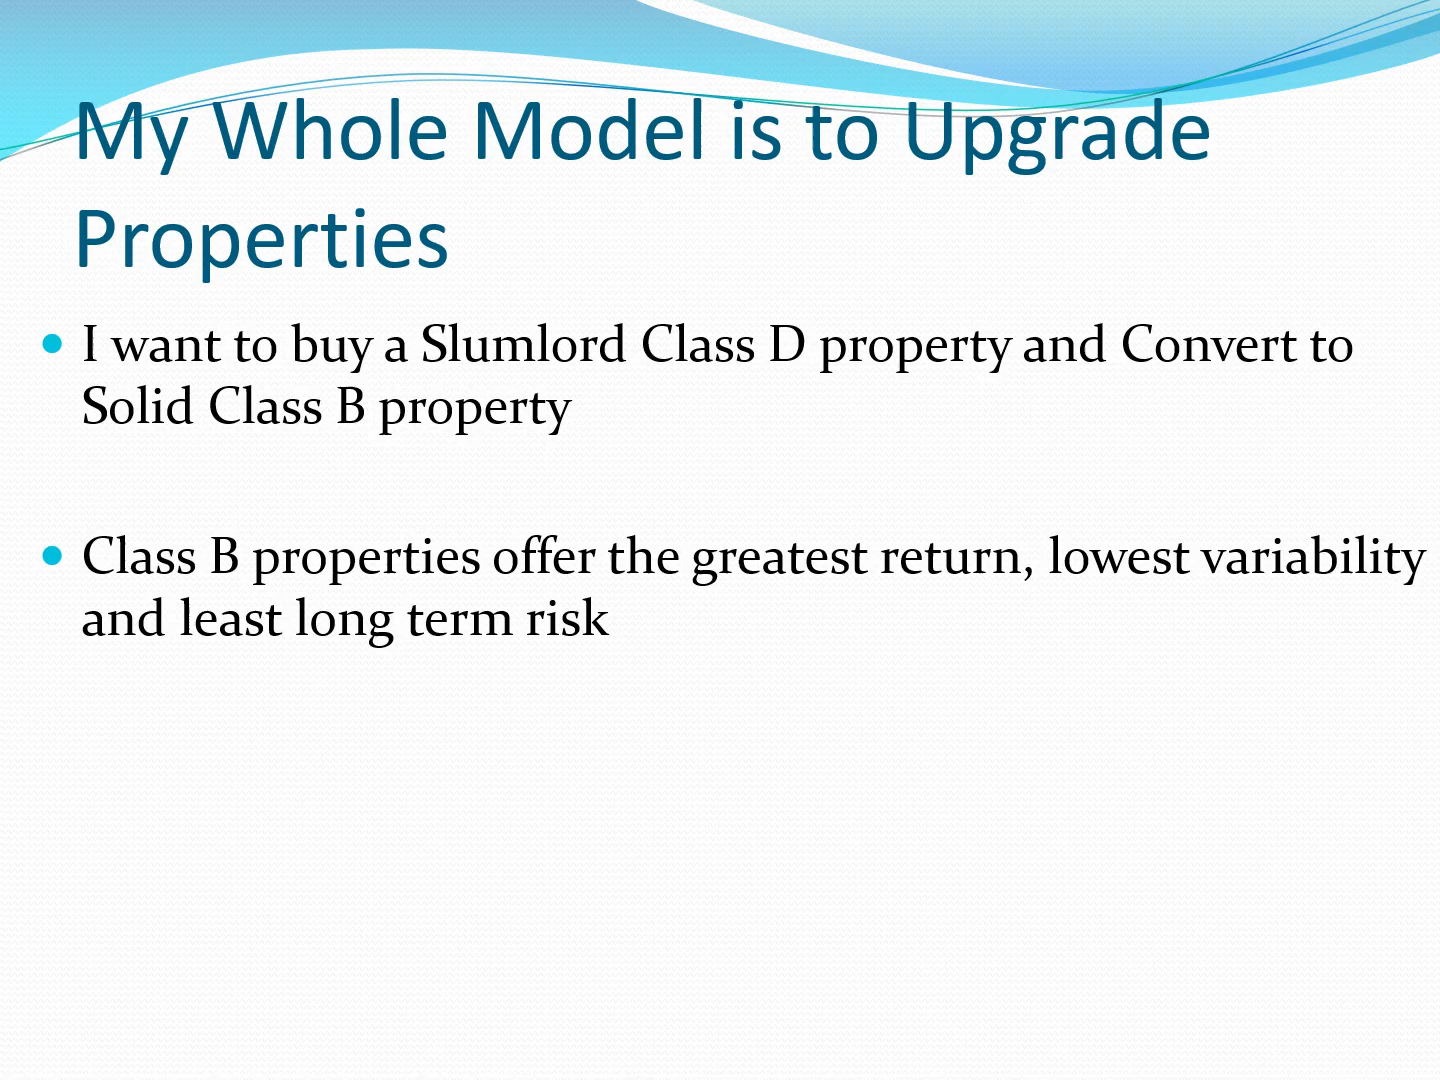 My Whole Model is to Upgrade
Properties
• I want to buy a Slumlord Class D property and Convert to
Solid Class B property
• Class B properties offer the greatest return, lowest variability
and least long term risk